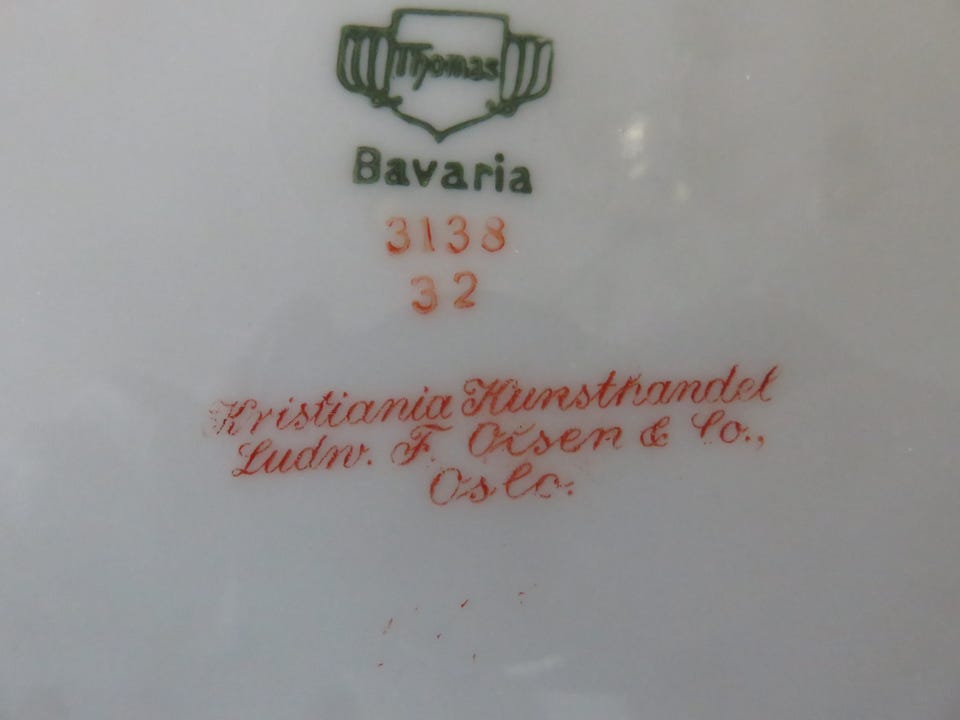 Thomas
Bavaria
3138
32
Kristiania Kunsthandel
Ludw. F. Olsen & Co.,
Oslo.